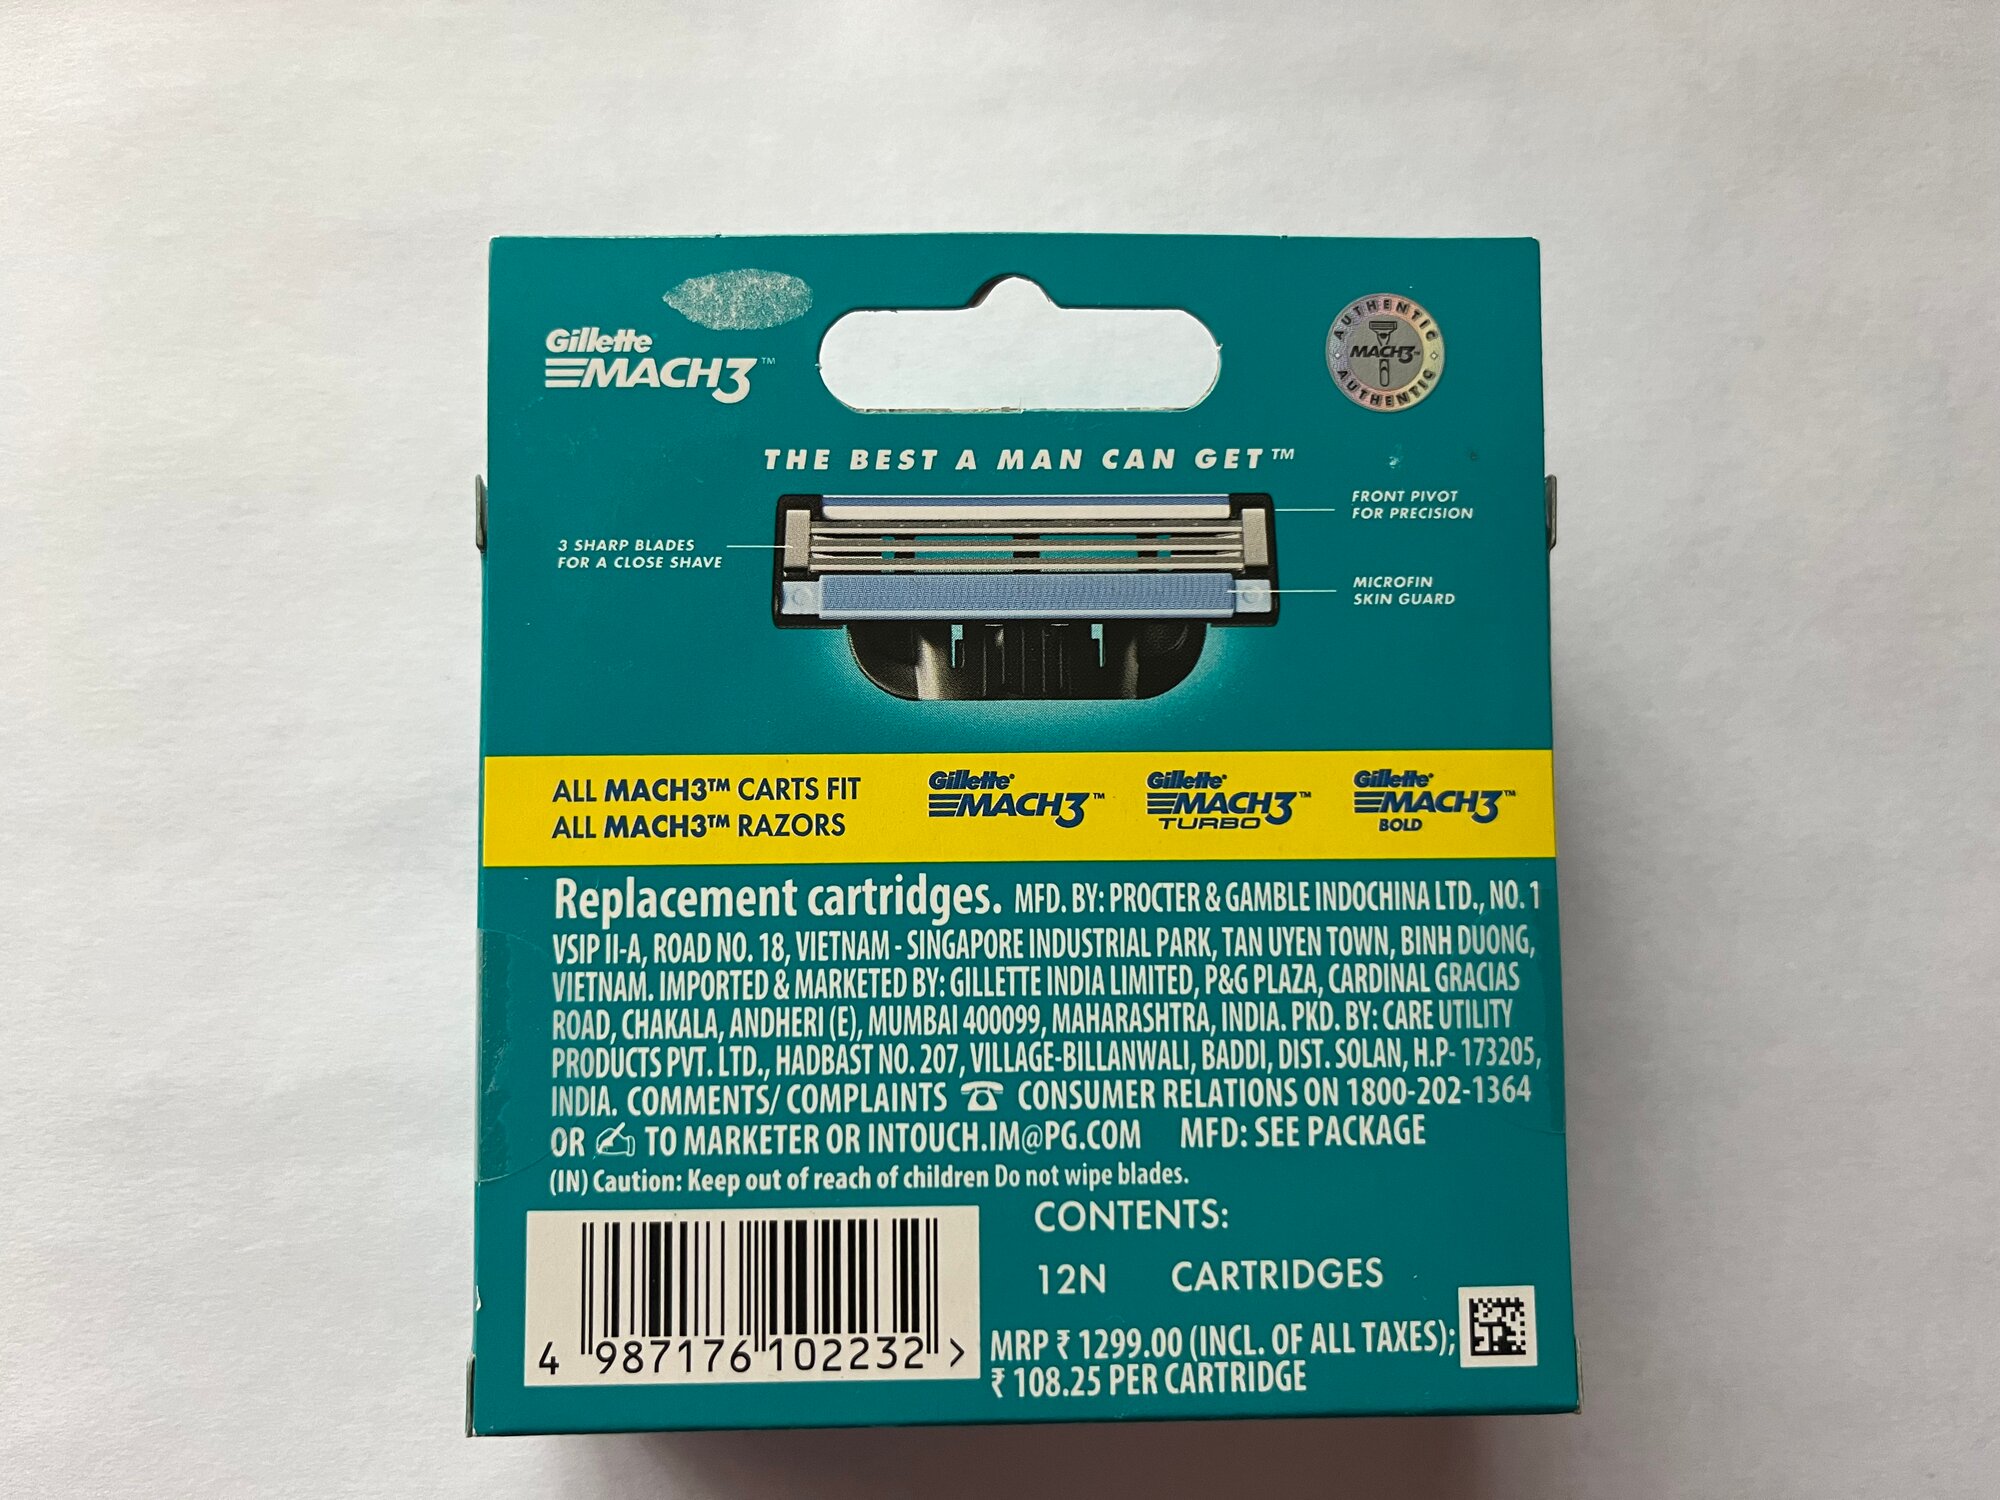 Gillette
MACH3™
AUTHENTIC
MACH3™
AUTHENTIC
THE BEST A MAN CAN GET™
FRONT PIVOT
FOR PRECISION
3 SHARP BLADES
FOR A CLOSE SHAVE
MICROFIN
SKIN GUARD
ALL MACH3™ CARTS FIT
ALL MACH3™ RAZORS
Gillette®
MACH3™
Gillette®
MACH3™
TURBO
Gillette®
MACH3™
BOLD
Replacement cartridges. MFD. BY: PROCTER & GAMBLE INDOCHINA LTD., NO. 1
VSIP II-A, ROAD NO. 18, VIETNAM - SINGAPORE INDUSTRIAL PARK, TAN UYEN TOWN, BINH DUONG,
VIETNAM. IMPORTED & MARKETED BY: GILLETTE INDIA LIMITED, P&G PLAZA, CARDINAL GRACIAS
ROAD, CHAKALA, ANDHERI (E), MUMBAI 400099, MAHARASHTRA, INDIA. PKD. BY: CARE UTILITY
PRODUCTS PVT. LTD., HADBAST NO. 207, VILLAGE-BILLANWALI, BADDI, DIST. SOLAN, H.P- 173205,
INDIA. COMMENTS/ COMPLAINTS ☎ CONSUMER RELATIONS ON 1800-202-1364
OR ✍ TO MARKETER OR INTOUCH.IM@PG.COM MFD: SEE PACKAGE
(IN) Caution: Keep out of reach of children Do not wipe blades.
CONTENTS:
12N CARTRIDGES
MRP ₹ 1299.00 (INCL. OF ALL TAXES);
₹ 108.25 PER CARTRIDGE
4 987176 102232 >